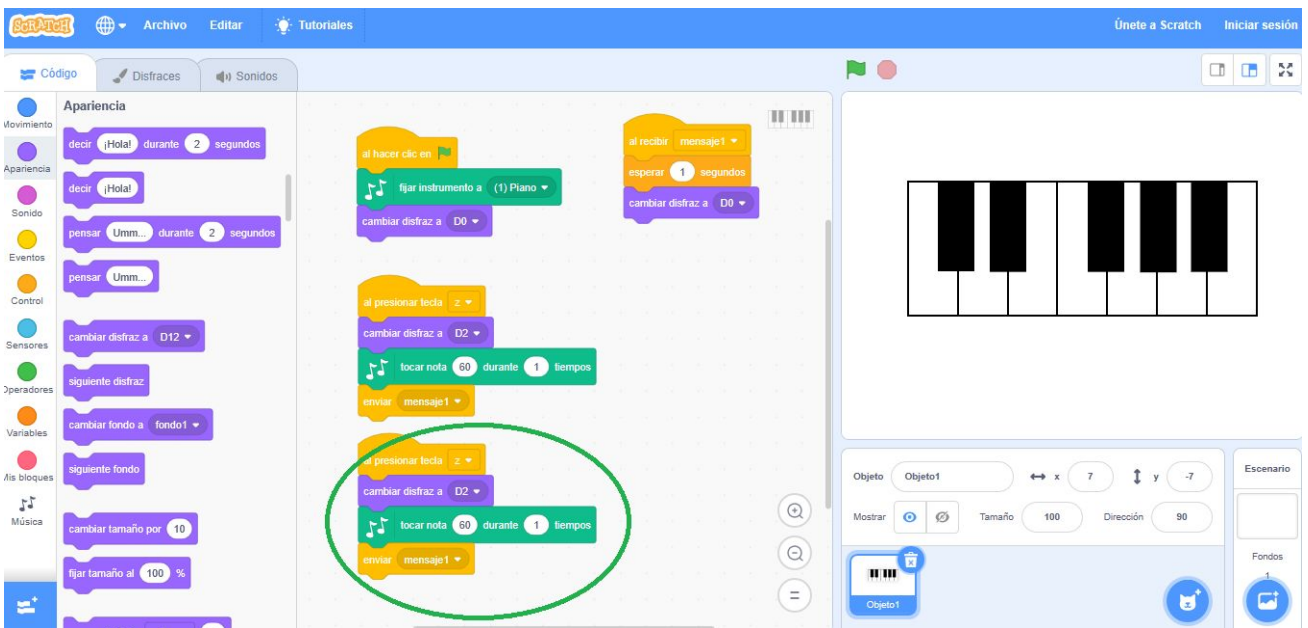 SCRATCH
Archivo
Editar
Tutoriales
Únete a Scratch
Iniciar sesión
Código
Disfraces
Sonidos
Movimiento
Apariencia
Sonido
Eventos
Control
Sensores
Operadores
Variables
Mis bloques
Música
Apariencia
decir ¡Hola! durante 2 segundos
decir ¡Hola!
pensar Umm... durante 2 segundos
pensar Umm...
cambiar disfraz a D12
siguiente disfraz
cambiar fondo a fondo1
siguiente fondo
cambiar tamaño por 10
fijar tamaño al 100 %
al hacer clic en
fijar instrumento a (1) Piano
cambiar disfraz a D0
al presionar tecla z
cambiar disfraz a D2
tocar nota 60 durante 1 tiempos
enviar mensaje1
al presionar tecla z
cambiar disfraz a D2
tocar nota 60 durante 1 tiempos
enviar mensaje1
al recibir mensaje1
esperar 1 segundos
cambiar disfraz a D0
Objeto Objeto1 x 7 y -7
Mostrar Tamaño 100 Dirección 90
Objeto1
Escenario
Fondos
1